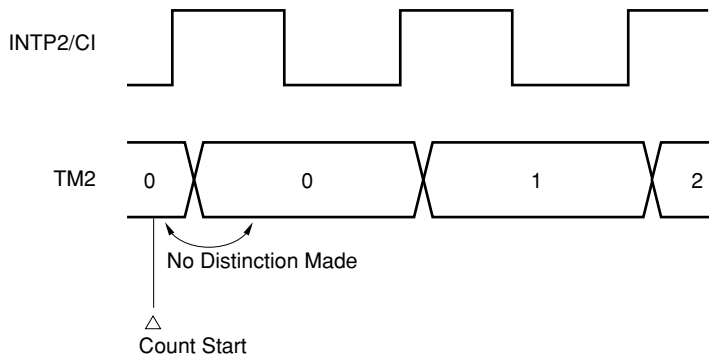 INTP2/CI
TM2
0
0
1
2
No Distinction Made
Count Start